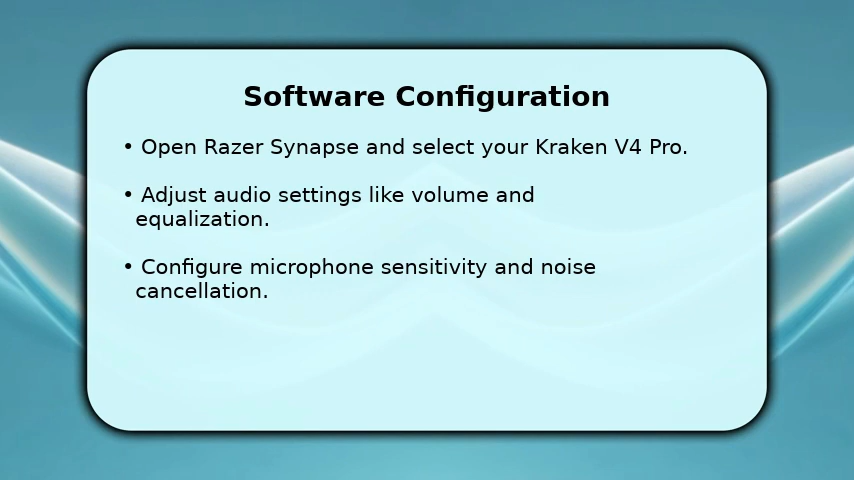 Software Configuration
• Open Razer Synapse and select your Kraken V4 Pro.
• Adjust audio settings like volume and
equalization.
• Configure microphone sensitivity and noise
cancellation.